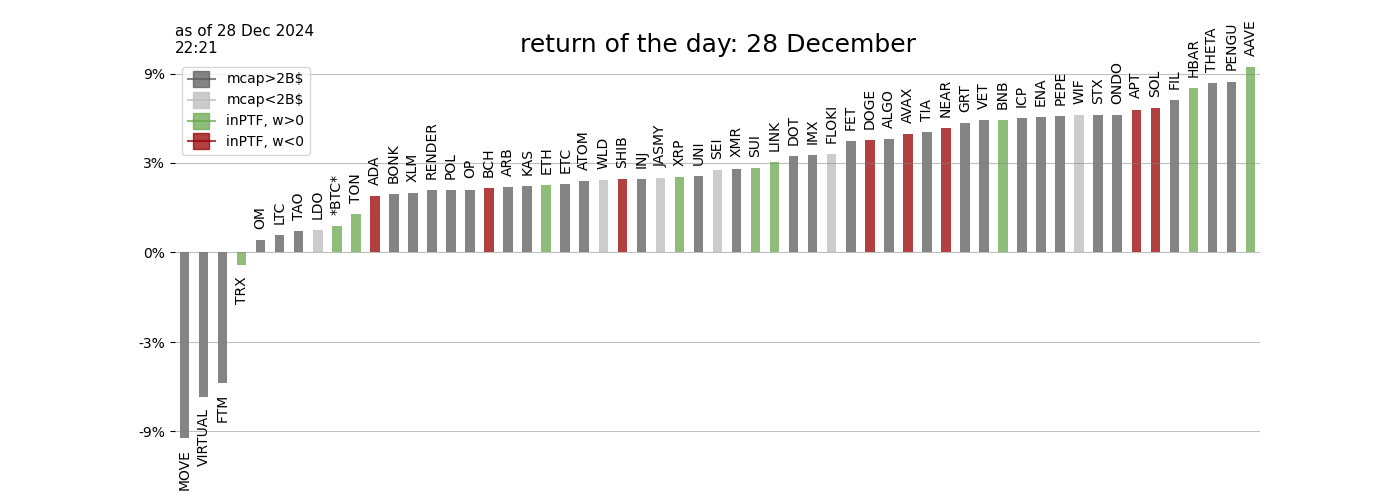 as of 28 Dec 2024
22:21
return of the day: 28 December
mcap>2B$
mcap<2B$
inPTF, w>0
inPTF, w<0
9%
3%
0%
-3%
-9%
MOVE
VIRTUAL
FTM
TRX
OM
LTC
TAO
LDO
*BTC*
TON
ADA
BONK
XLM
RENDER
POL
OP
BCH
ARB
KAS
ETH
ETC
ATOM
WLD
SHIB
INJ
JASMY
XRP
UNI
SEI
XMR
SUI
LINK
DOT
IMX
FLOKI
FET
DOGE
ALGO
AVAX
TIA
NEAR
GRT
VET
BNB
ICP
ENA
PEPE
WIF
STX
ONDO
APT
SOL
FIL
HBAR
THETA
PENGU
AAVE